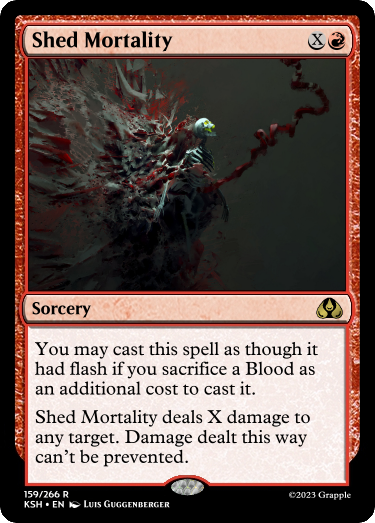 Shed Mortality X R
Sorcery
You may cast this spell as though it
had flash if you sacrifice a Blood as
an additional cost to cast it.
Shed Mortality deals X damage to
any target. Damage dealt this way
can't be prevented.
159/266 R
KSH • EN Luis Guggenberger
©2023 Grapple